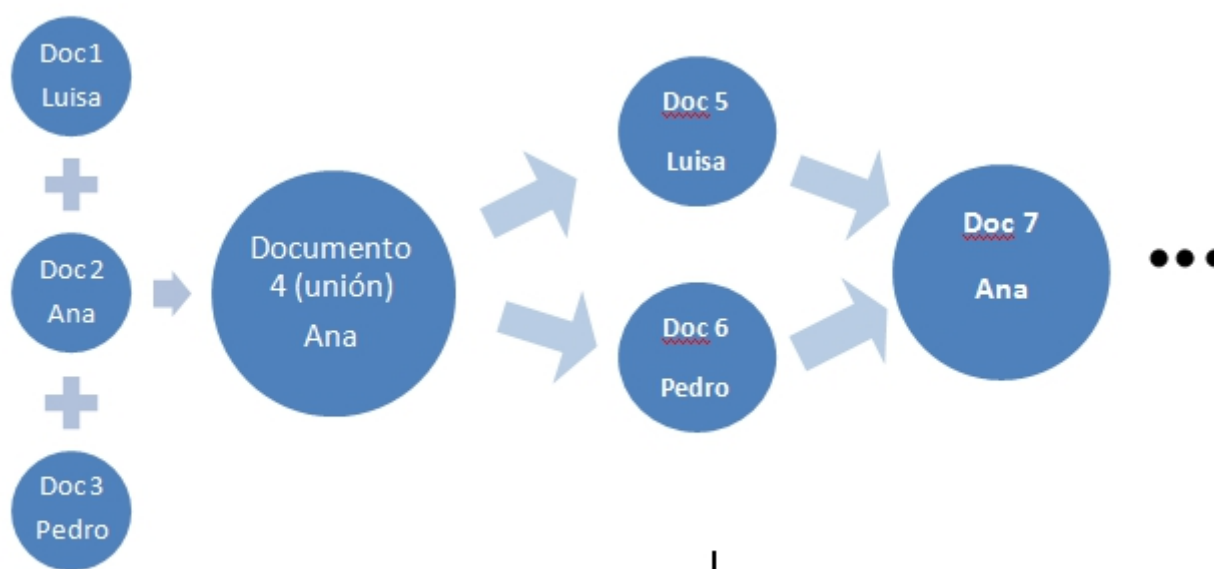 Doc1
Luisa
Doc2
Ana
Doc3
Pedro
Documento
4 (unión)
Ana
Doc 5
Luisa
Doc 6
Pedro
Doc 7
Ana